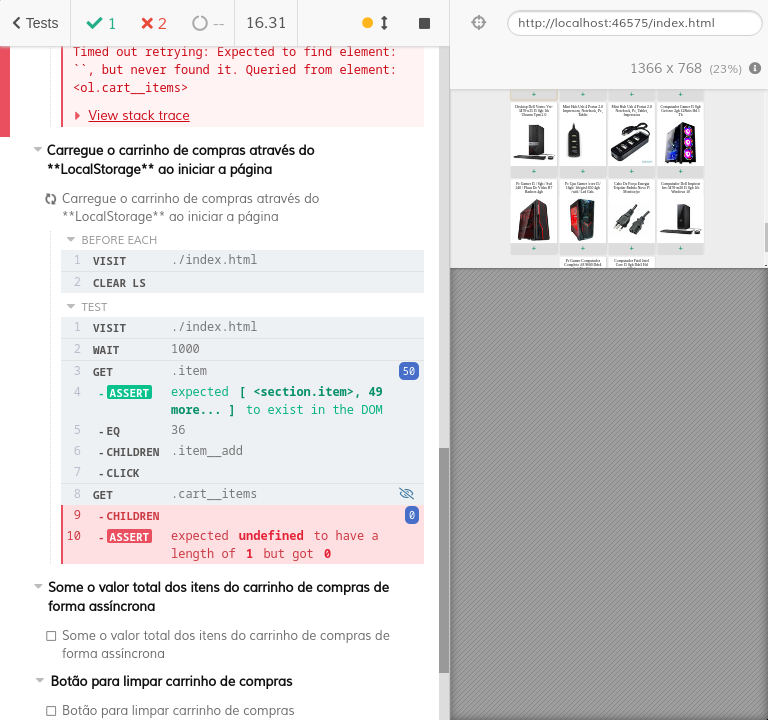 Tests
1
2
--
16.31
http://localhost:46575/index.html
1366 x 768 (23%)
Timed out retrying: Expected to find element:
``, but never found it. Queried from element:
<ol.cart__items>
View stack trace
Carregue o carrinho de compras através do
**LocalStorage** ao iniciar a página
Carregue o carrinho de compras através do
**LocalStorage** ao iniciar a página
BEFORE EACH
1 VISIT ./index.html
2 CLEAR LS
TEST
1 VISIT ./index.html
2 WAIT 1000
3 GET .item 50
4 - ASSERT expected [ <section.item>, 49
more... ] to exist in the DOM
5 - EQ 36
6 - CHILDREN .item__add
7 - CLICK
8 GET .cart__items
9 - CHILDREN 0
10 - ASSERT expected undefined to have a
length of 1 but got 0
Some o valor total dos itens do carrinho de compras de
forma assíncrona
Some o valor total dos itens do carrinho de compras de
forma assíncrona
Botão para limpar carrinho de compras
Botão para limpar carrinho de compras